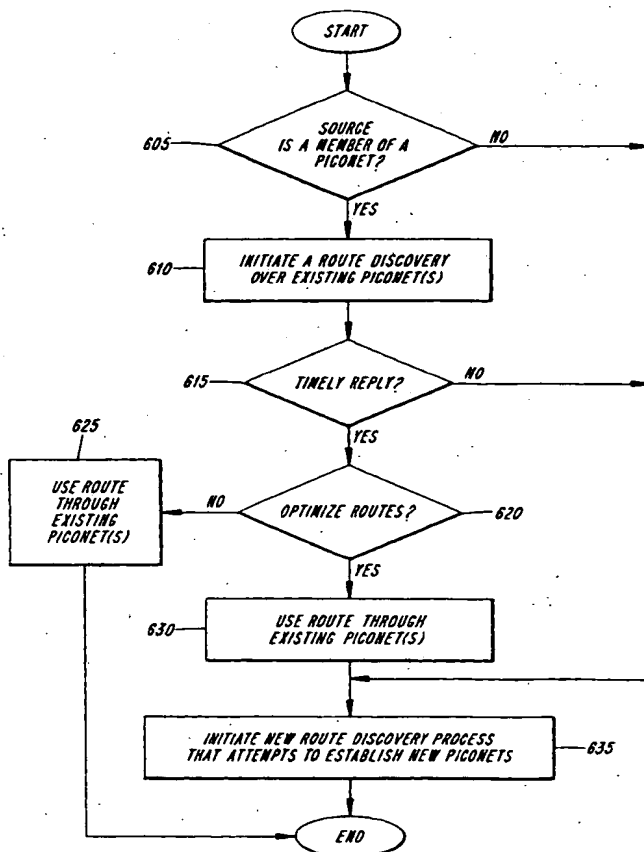 START
SOURCE
IS A MEMBER OF A
PICONET?
605
NO
YES
610
INITIATE A ROUTE DISCOVERY
OVER EXISTING PICONET(S)
615
TIMELY REPLY?
NO
YES
625
USE ROUTE
THROUGH
EXISTING
PICONET(S)
NO
OPTIMIZE ROUTES?
620
YES
630
USE ROUTE THROUGH
EXISTING PICONET(S)
INITIATE NEW ROUTE DISCOVERY PROCESS
THAT ATTEMPTS TO ESTABLISH NEW PICONETS
635
END